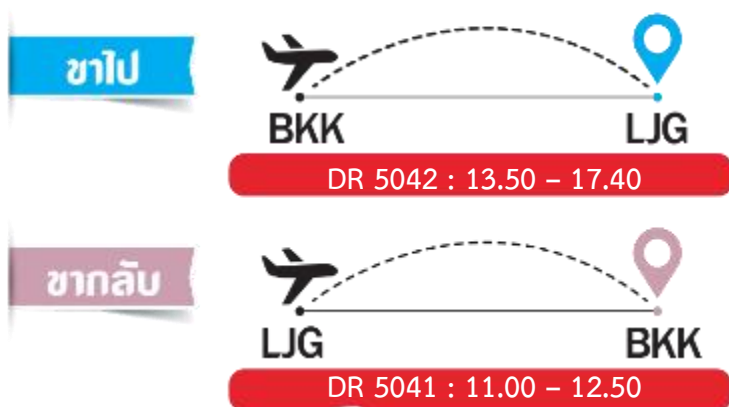 ขาไป
BKK LJG
DR 5042 : 13.50 – 17.40
ขากลับ
LJG BKK
DR 5041 : 11.00 – 12.50